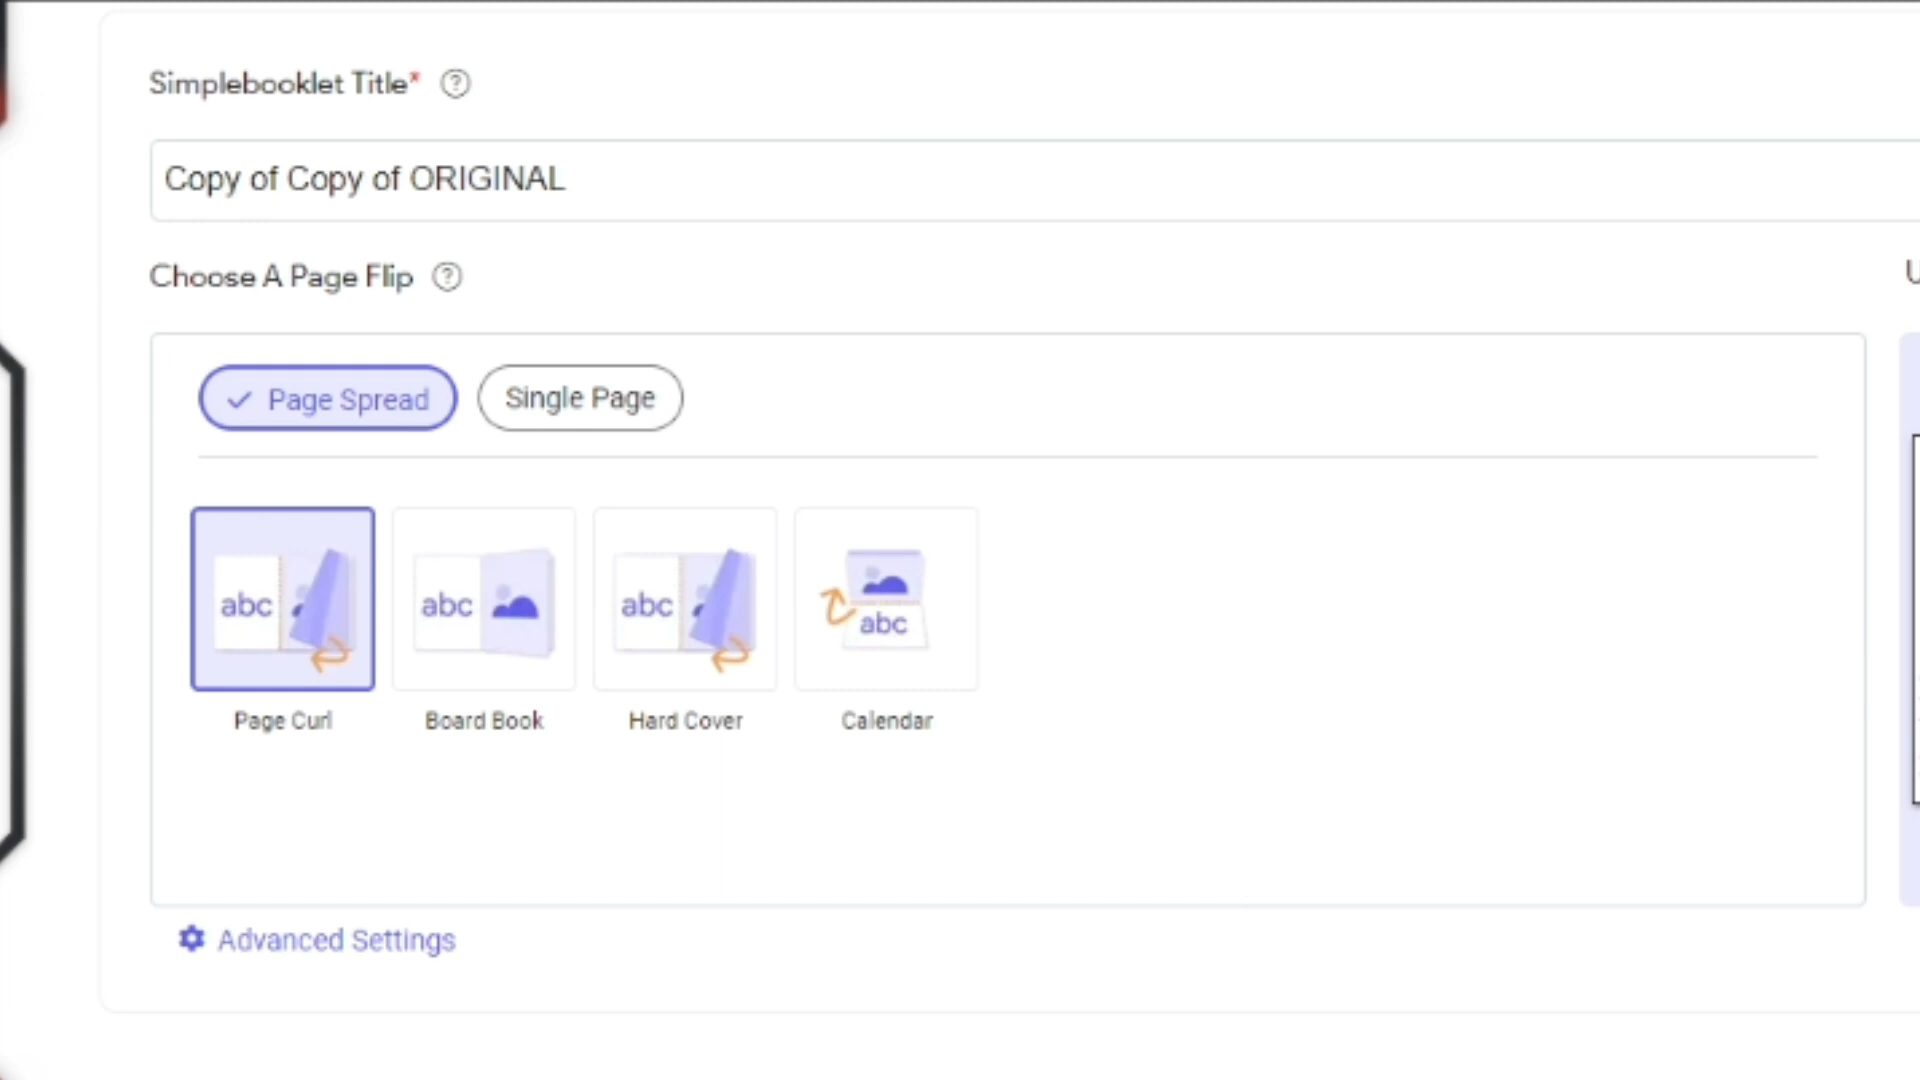 Simplebooklet Title*
Copy of Copy of ORIGINAL
Choose A Page Flip
Page Spread
Single Page
abc
abc
abc
abc
Page Curl
Board Book
Hard Cover
Calendar
Advanced Settings